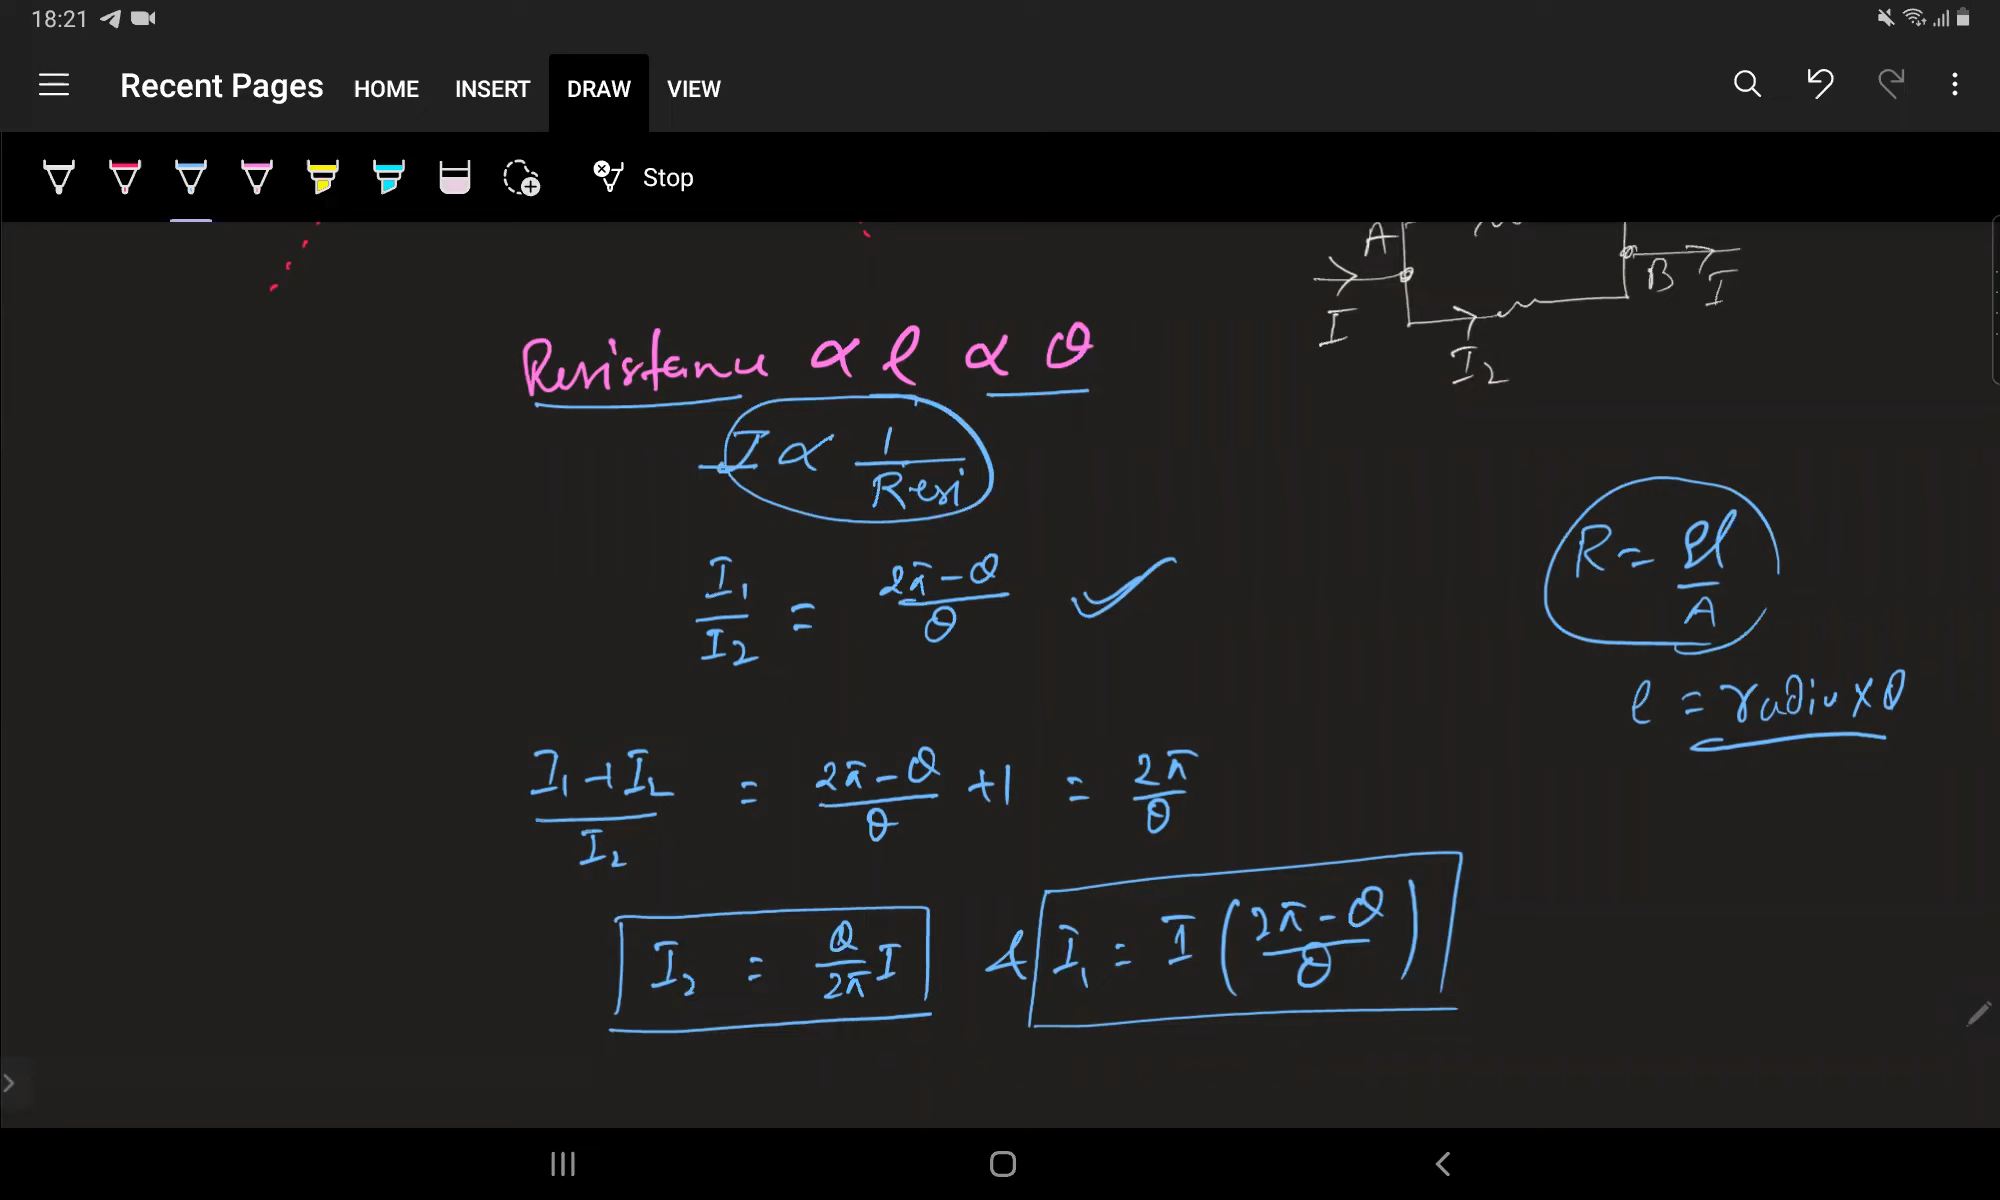 18:21
Recent Pages HOME INSERT DRAW VIEW
Stop
A
B I
I
I2
Resistance ∝ l ∝ θ
I ∝ 1/Resi
R = ρl/A
I1/I2 = (2π-θ)/θ
l = radiu × θ
(I1+I2)/I2 = (2π-θ)/θ +1 = 2π/θ
I2 = θ/2π I & I1 = I((2π-θ)/θ)